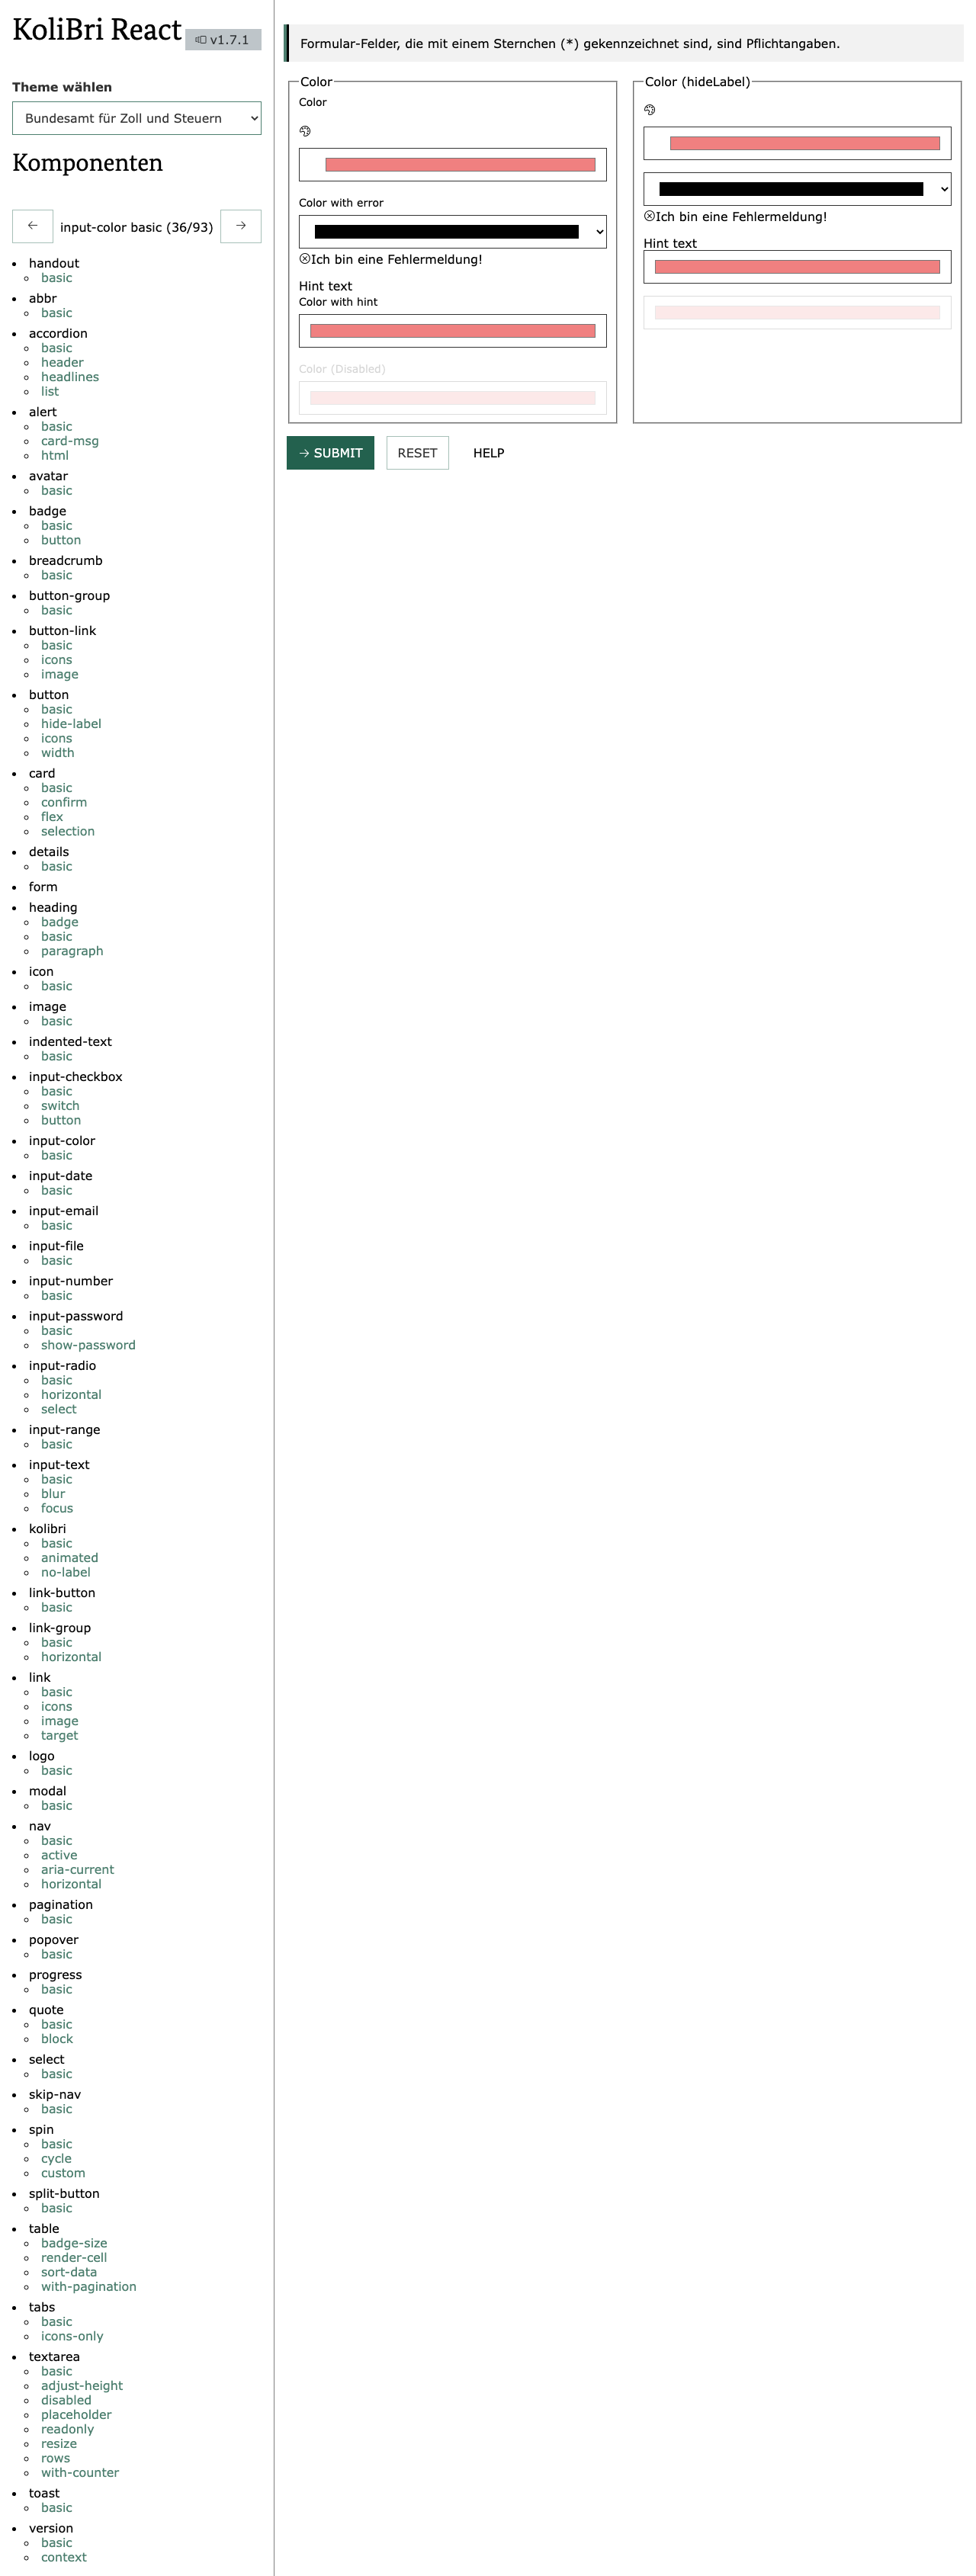 KoliBri React
v1.7.1
Theme wählen
Bundesamt für Zoll und Steuern
Komponenten
← input-color basic (36/93) →
handout
basic
abbr
basic
accordion
basic
header
headlines
list
alert
basic
card-msg
html
avatar
basic
badge
basic
button
breadcrumb
basic
button-group
basic
button-link
basic
icons
image
button
basic
hide-label
icons
width
card
basic
confirm
flex
selection
details
basic
form
heading
badge
basic
paragraph
icon
basic
image
basic
indented-text
basic
input-checkbox
basic
switch
button
input-color
basic
input-date
basic
input-email
basic
input-file
basic
input-number
basic
input-password
basic
show-password
input-radio
basic
horizontal
select
input-range
basic
input-text
basic
blur
focus
kolibri
basic
animated
no-label
link-button
basic
link-group
basic
horizontal
link
basic
icons
image
target
logo
basic
modal
basic
nav
basic
active
aria-current
horizontal
pagination
basic
popover
basic
progress
basic
quote
basic
block
select
basic
skip-nav
basic
spin
basic
cycle
custom
split-button
basic
table
badge-size
render-cell
sort-data
with-pagination
tabs
basic
icons-only
textarea
basic
adjust-height
disabled
placeholder
readonly
resize
rows
with-counter
toast
basic
version
basic
context
Formular-Felder, die mit einem Sternchen (*) gekennzeichnet sind, sind Pflichtangaben.
Color
Color
Color with error
Ich bin eine Fehlermeldung!
Hint text
Color with hint
Color (Disabled)
Color (hideLabel)
Ich bin eine Fehlermeldung!
Hint text
→ SUBMIT
RESET
HELP